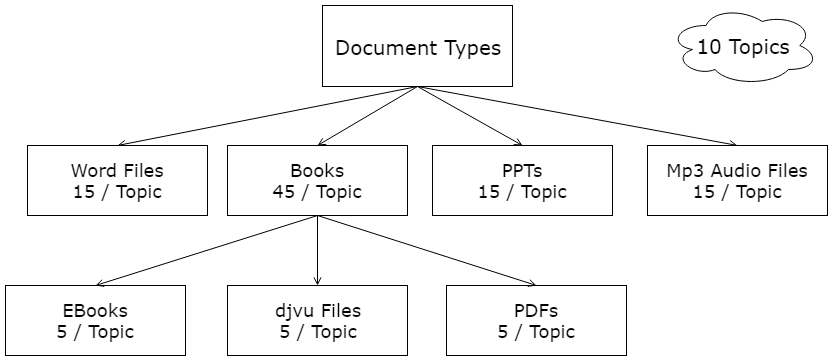 Document Types
10 Topics
Word Files
15 / Topic
Books
45 / Topic
PPTs
15 / Topic
Mp3 Audio Files
15 / Topic
EBooks
5 / Topic
djvu Files
5 / Topic
PDFs
5 / Topic